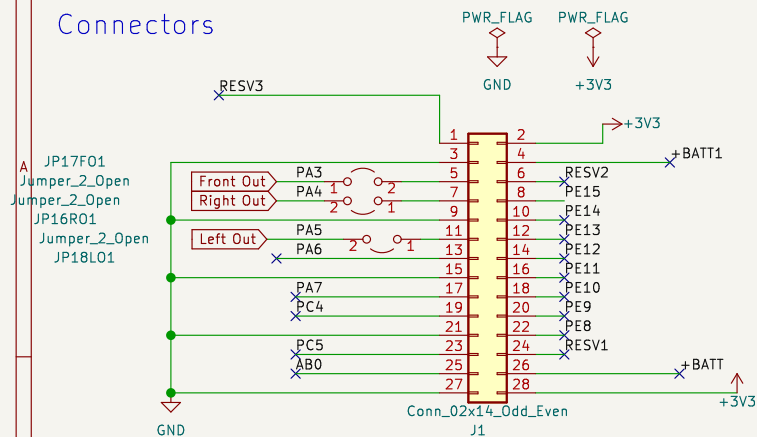 Connectors
PWR_FLAG
PWR_FLAG
GND
+3V3
RESV3
+3V3
1
2
+BATT1
3
4
A
JP17FO1
Jumper_2_Open
Jumper_2_Open
JP16RO1
Jumper_2_Open
JP18LO1
Front Out
PA3
1
2
5
6
RESV2
Right Out
PA4
2
1
7
8
PE15
9
10
PE14
Left Out
PA5
2
1
11
12
PE13
PA6
13
14
PE12
15
16
PE11
PA7
17
18
PE10
PC4
19
20
PE9
21
22
PE8
PC5
23
24
RESV1
AB0
25
26
+BATT
27
28
+3V3
GND
Conn_02x14_Odd_Even
J1